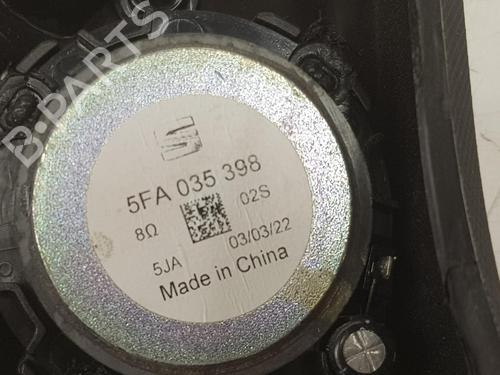 B-PARTS
5FA 035 398
8Ω
02S
5JA
03/03/22
Made in China